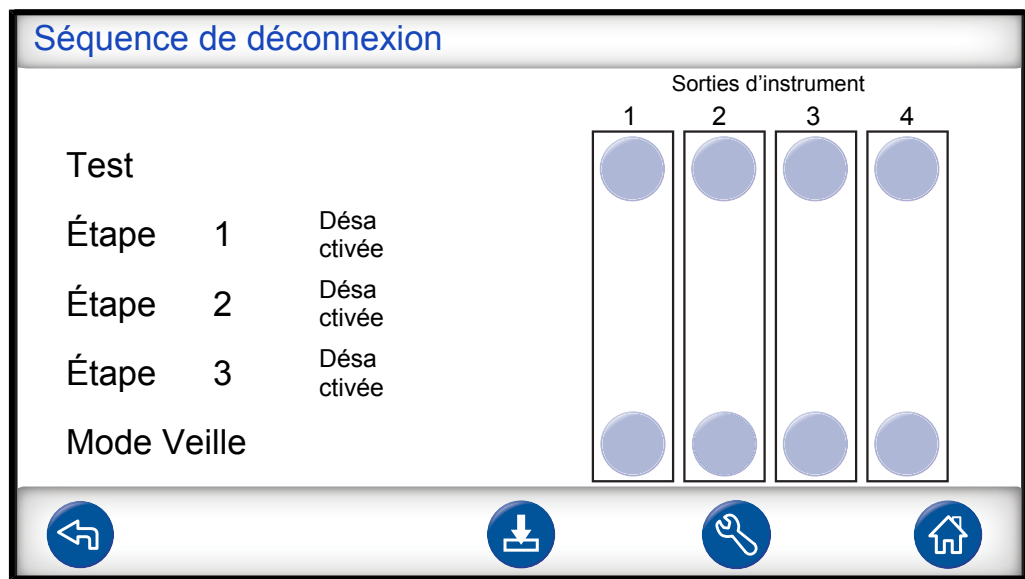 Séquence de déconnexion
Sorties d'instrument
1 2 3 4
Test
Étape 1 Désa
ctivée
Étape 2 Désa
ctivée
Étape 3 Désa
ctivée
Mode Veille